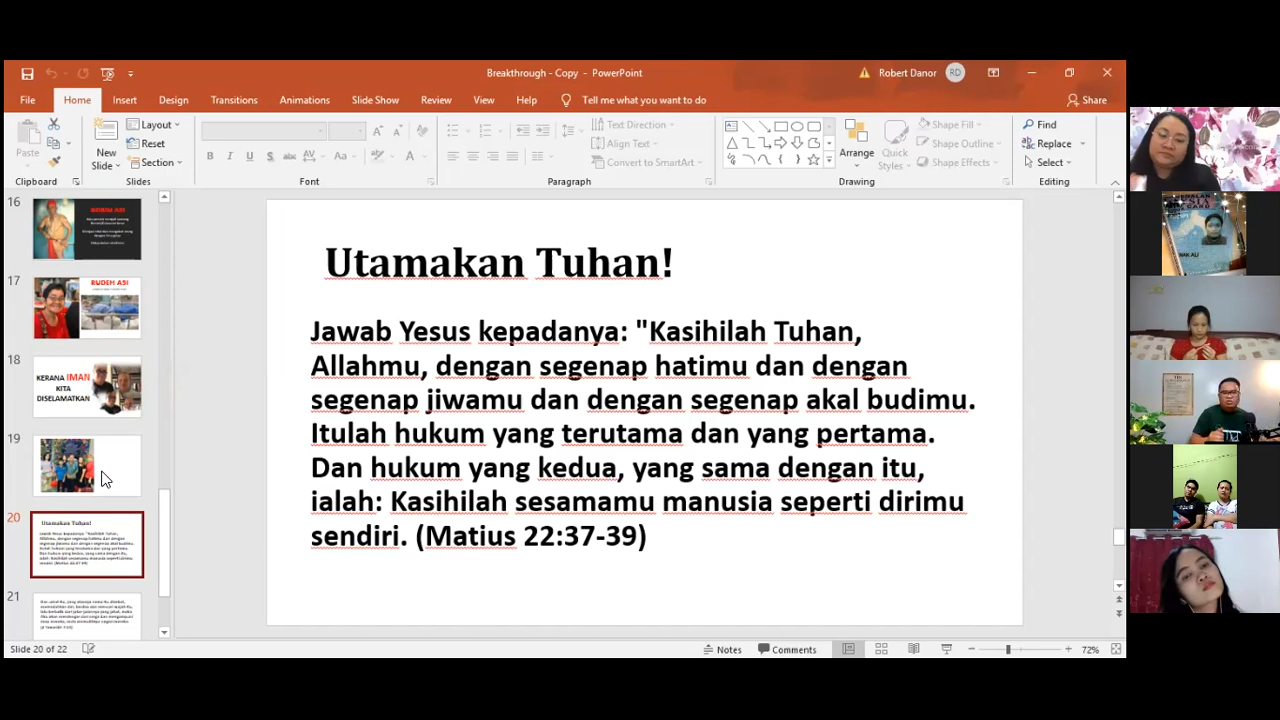 Breakthrough - Copy - PowerPoint
Robert Danor
RD
File Home Insert Design Transitions Animations Slide Show Review View Help Tell me what you want to do Share
Paste
New
Slide
Layout
Reset
Section
Text Direction
Align Text
Convert to SmartArt
Arrange
Quick
Styles
Shape Fill
Shape Outline
Shape Effects
Find
Replace
Select
Clipboard Slides Font Paragraph Drawing Editing
16
17
RUDEH ASI
18
KERANA IMAN
KITA
DISELAMATKAN
19
20
Utamakan Tuhan!
21
Utamakan Tuhan!
Jawab Yesus kepadanya: "Kasihilah Tuhan,
Allahmu, dengan segenap hatimu dan dengan
segenap jiwamu dan dengan segenap akal budimu.
Itulah hukum yang terutama dan yang pertama.
Dan hukum yang kedua, yang sama dengan itu,
ialah: Kasihilah sesamamu manusia seperti dirimu
sendiri. (Matius 22:37-39)
Slide 20 of 22
Notes
Comments
72%